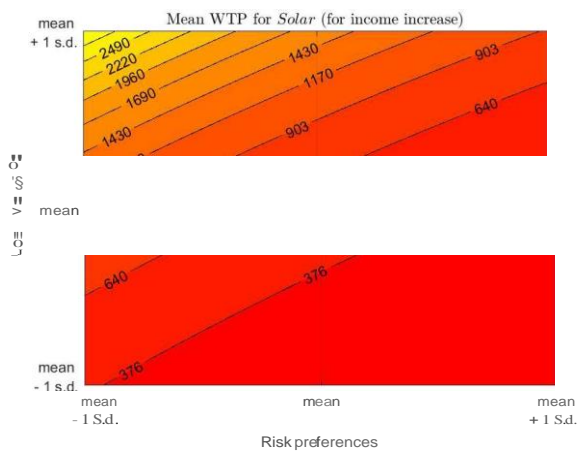 Mean WTP for Solar (for income increase)
mean
+ 1 s.d.
2490
2220
1960
1690
1430
1430
1170
903
903
640
mean
640
376
376
mean
- 1 s.d.
mean
mean
mean
- 1 S.d.
+ 1 S.d.
Risk preferences